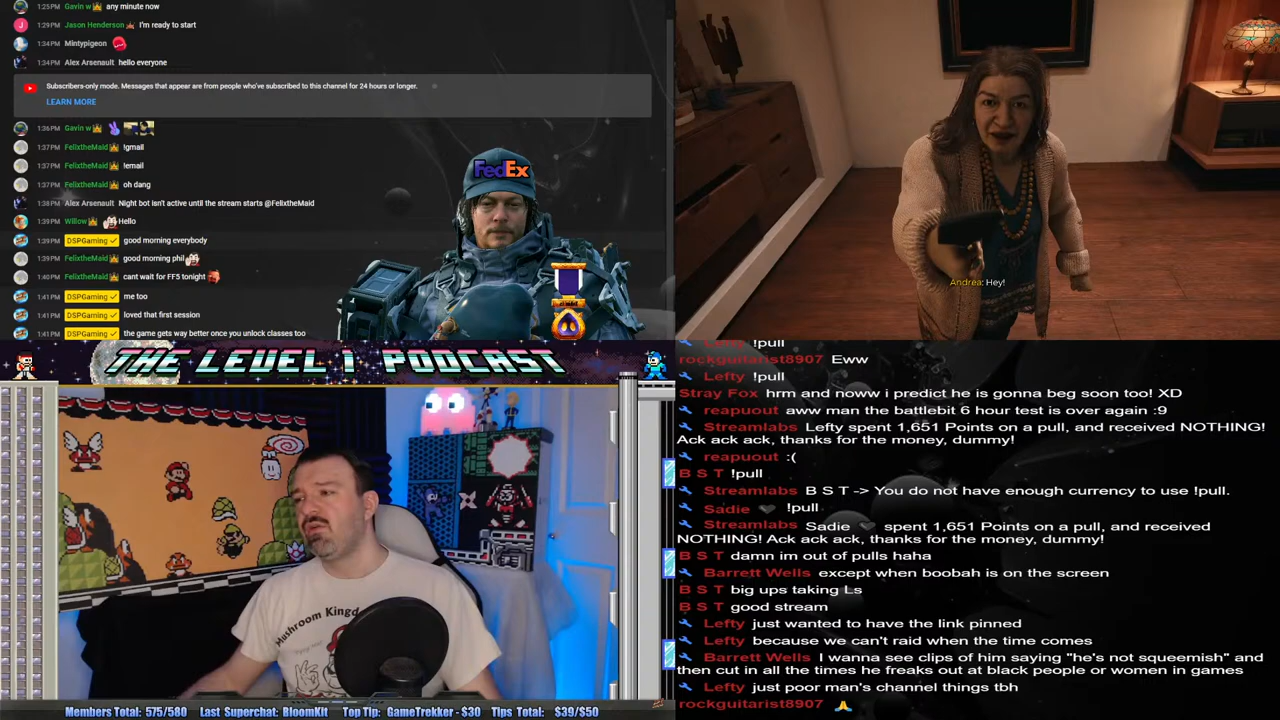 1:25PM Gavin w any minute now
1:29PM Jason Henderson I'm ready to start
1:34PM Mintypigeon
1:34PM Alex Arsenault hello everyone
Subscribers-only mode. Messages that appear are from people who've subscribed to this channel for 24 hours or longer.
LEARN MORE
1:36PM Gavin w
1:37PM FelixtheMaid !gmail
1:37PM FelixtheMaid !email
1:37PM FelixtheMaid oh dang
1:38PM Alex Arsenault Night bot isn't active until the stream starts @FelixtheMaid
1:39PM Willow Hello
1:39PM DSPGaming good morning everybody
1:39PM FelixtheMaid good morning phil
1:40PM FelixtheMaid cant wait for FF5 tonight
1:41PM DSPGaming me too
1:41PM DSPGaming loved that first session
1:41PM DSPGaming the game gets way better once you unlock classes too
FedEx
Andrea: Hey!
THE LEVEL 1 PODCAST
Mushroom Kingdom
Members Total: 575/580 Last Superchat: BloomKit Top Tip: GameTrekker - $30 Tips Total: $39/$50
Lefty !pull
rockguitarist8907 Eww
Lefty !pull
Stray Fox hrm and noww i predict he is gonna beg soon too! XD
reapuout aww man the battlebit 6 hour test is over again :9
Streamlabs Lefty spent 1,651 Points on a pull, and received NOTHING!
Ack ack ack, thanks for the money, dummy!
reapuout :(
B S T !pull
Streamlabs B S T -> You do not have enough currency to use !pull.
Sadie !pull
Streamlabs Sadie spent 1,651 Points on a pull, and received
NOTHING! Ack ack ack, thanks for the money, dummy!
B S T damn im out of pulls haha
Barrett Wells except when boobah is on the screen
B S T big ups taking Ls
B S T good stream
Lefty just wanted to have the link pinned
Lefty because we can't raid when the time comes
Barrett Wells I wanna see clips of him saying "he's not squeemish" and
then cut in all the times he freaks out at black people or women in games
Lefty just poor man's channel things tbh
rockguitarist8907